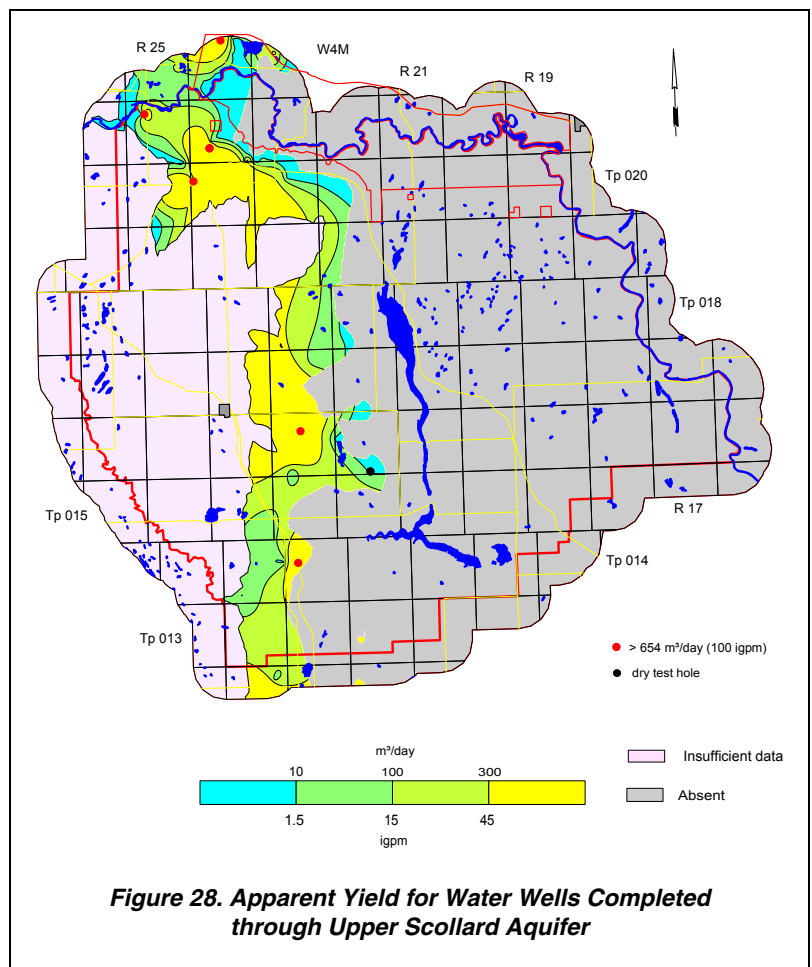 R 25
W4M
R 21
R 19
Tp 020
Tp 018
Tp 015
R 17
Tp 014
Tp 013
> 654 m³/day (100 igpm)
dry test hole
m³/day
10 100 300
1.5 15 45
igpm
Insufficient data
Absent
Figure 28. Apparent Yield for Water Wells Completed
through Upper Scollard Aquifer